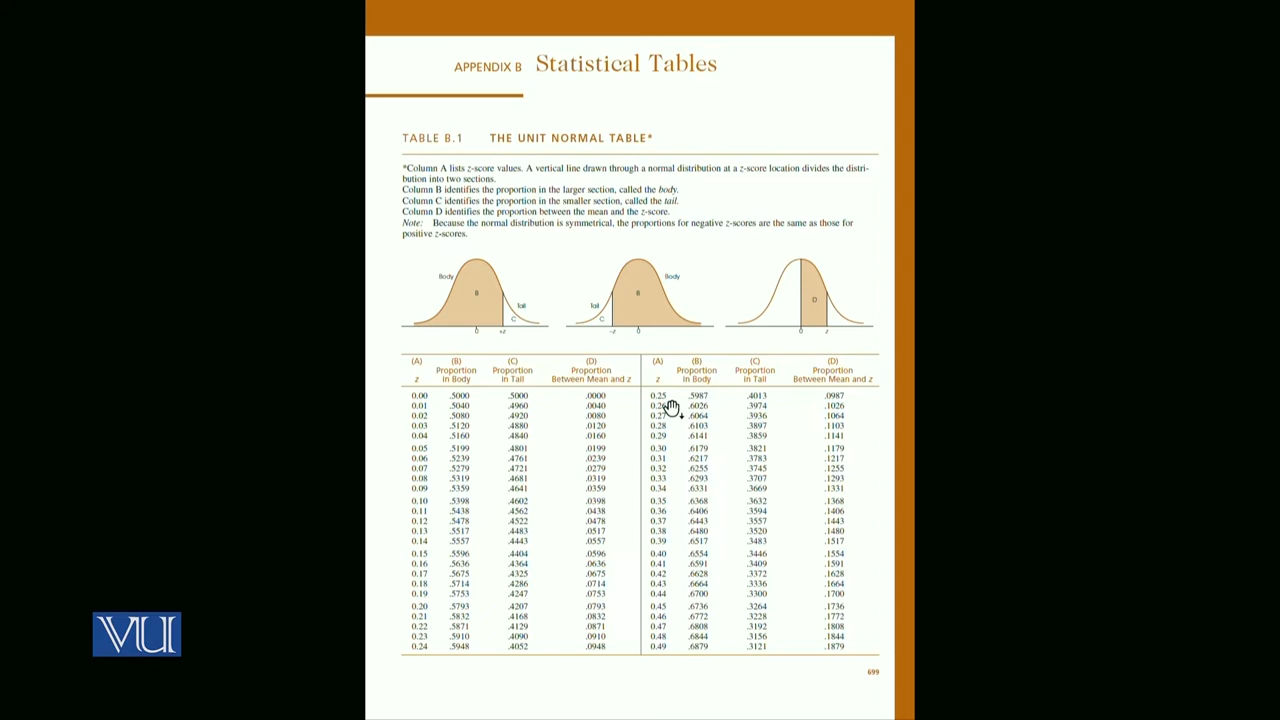 APPENDIX B Statistical Tables
TABLE B.1 THE UNIT NORMAL TABLE*
*Column A lists z-score values. A vertical line drawn through a normal distribution at a z-score location divides the distri-
bution into two sections.
Column B identifies the proportion in the larger section, called the body.
Column C identifies the proportion in the smaller section, called the tail.
Column D identifies the proportion between the mean and the z-score.
Note: Because the normal distribution is symmetrical, the proportions for negative z-scores are the same as those for
positive z-scores.
Body B Tail C 0 +z
Body B Tail C -z 0
D 0 z
(A) (B) (C) (D) (A) (B) (C) (D)
Proportion Proportion Proportion Proportion Proportion Proportion
z in Body in Tail Between Mean and z z in Body in Tail Between Mean and z
0.00 .5000 .5000 .0000 0.25 .5987 .4013 .0987
0.01 .5040 .4960 .0040 .6026 .3974 .1026
0.02 .5080 .4920 .0080 0.27 .6064 .3936 .1064
0.03 .5120 .4880 .0120 0.28 .6103 .3897 .1103
0.04 .5160 .4840 .0160 0.29 .6141 .3859 .1141
0.05 .5199 .4801 .0199 0.30 .6179 .3821 .1179
0.06 .5239 .4761 .0239 0.31 .6217 .3783 .1217
0.07 .5279 .4721 .0279 0.32 .6255 .3745 .1255
0.08 .5319 .4681 .0319 0.33 .6293 .3707 .1293
0.09 .5359 .4641 .0359 0.34 .6331 .3669 .1331
0.10 .5398 .4602 .0398 0.35 .6368 .3632 .1368
0.11 .5438 .4562 .0438 0.36 .6406 .3594 .1406
0.12 .5478 .4522 .0478 0.37 .6443 .3557 .1443
0.13 .5517 .4483 .0517 0.38 .6480 .3520 .1480
0.14 .5557 .4443 .0557 0.39 .6517 .3483 .1517
0.15 .5596 .4404 .0596 0.40 .6554 .3446 .1554
0.16 .5636 .4364 .0636 0.41 .6591 .3409 .1591
0.17 .5675 .4325 .0675 0.42 .6628 .3372 .1628
0.18 .5714 .4286 .0714 0.43 .6664 .3336 .1664
0.19 .5753 .4247 .0753 0.44 .6700 .3300 .1700
0.20 .5793 .4207 .0793 0.45 .6736 .3264 .1736
0.21 .5832 .4168 .0832 0.46 .6772 .3228 .1772
0.22 .5871 .4129 .0871 0.47 .6808 .3192 .1808
0.23 .5910 .4090 .0910 0.48 .6844 .3156 .1844
0.24 .5948 .4052 .0948 0.49 .6879 .3121 .1879
VU
699